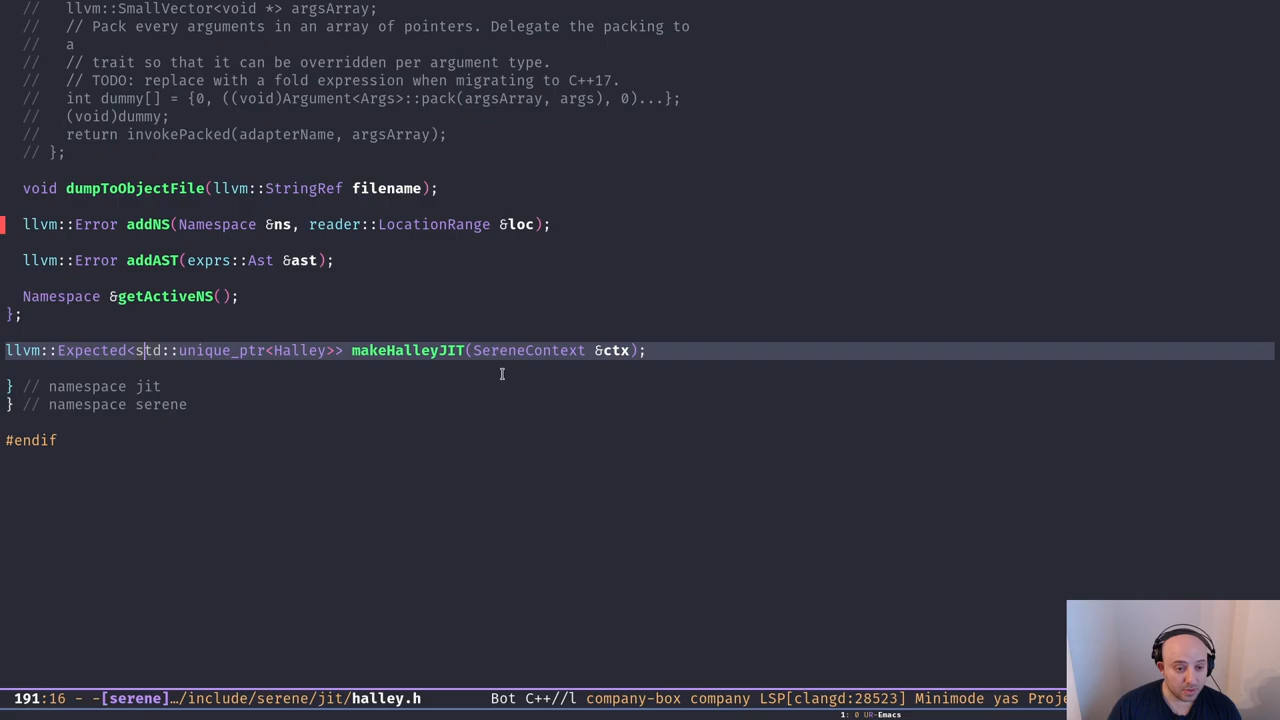 //   llvm::SmallVector<void *> argsArray;
//   // Pack every arguments in an array of pointers. Delegate the packing to
//   a
//   // trait so that it can be overridden per argument type.
//   // TODO: replace with a fold expression when migrating to C++17.
//   int dummy[] = {0, ((void)Argument<Args>::pack(argsArray, args), 0)...};
//   (void)dummy;
//   return invokePacked(adapterName, argsArray);
// };
void dumpToObjectFile(llvm::StringRef filename);
llvm::Error addNS(Namespace &ns, reader::LocationRange &loc);
llvm::Error addAST(exprs::Ast &ast);
Namespace &getActiveNS();
};
llvm::Expected<std::unique_ptr<Halley>> makeHalleyJIT(SereneContext &ctx);
} // namespace jit
} // namespace serene
#endif
191:16 - -[serene]…/include/serene/jit/halley.h Bot C++//l company-box company LSP[clangd:28523] Minimode yas Proje
1: 0 UR-Emacs